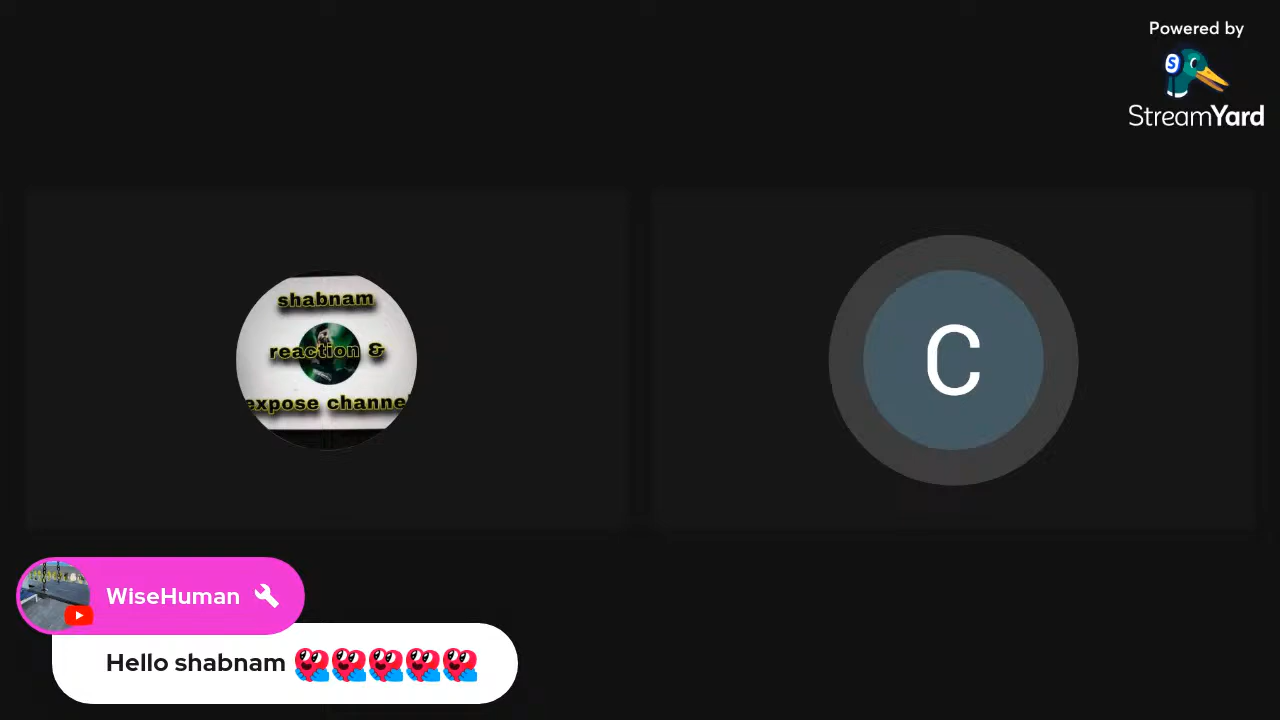 Powered by
S
StreamYard
shabnam
reaction &
expose channel
C
WiseHuman
Hello shabnam